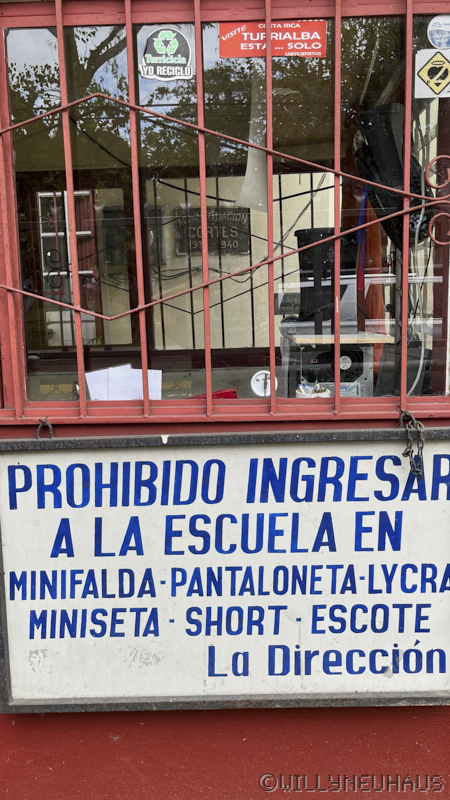 Turricicla
YO RECICLO
COSTA RICA
VISITE TURRIALBA
ESTA ... SOLO
CORTES
PROHIBIDO INGRESAR
A LA ESCUELA EN
MINIFALDA - PANTALONETA - LYCRA
MINISETA - SHORT - ESCOTE
La Dirección
©WILLYNEUHAUS